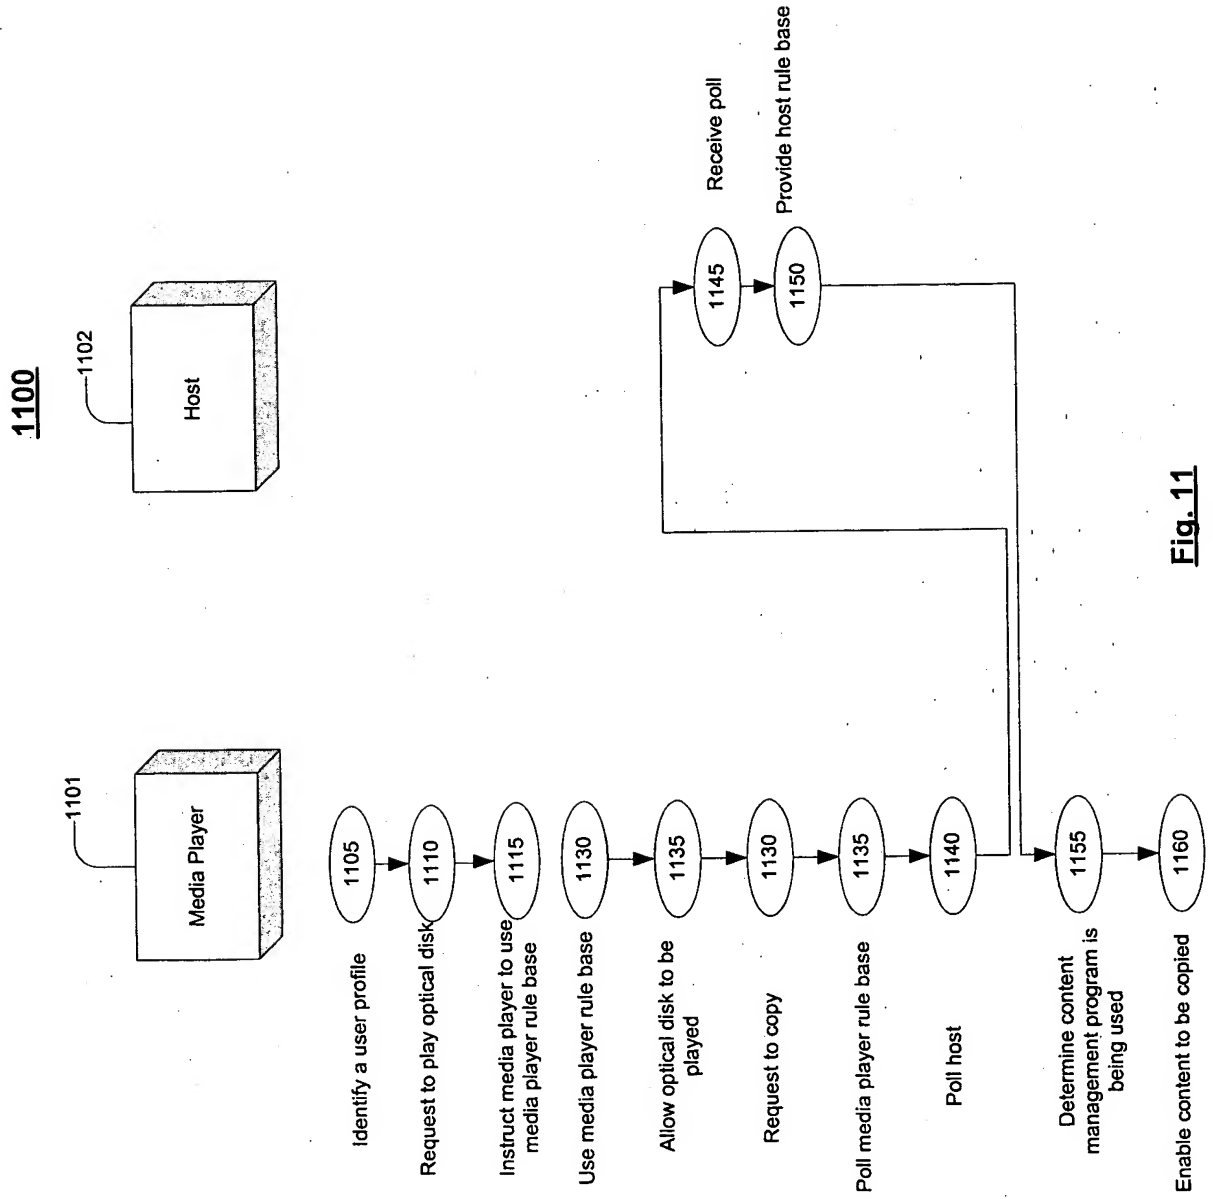 1100
1101
Media Player
1102
Host
Identify a user profile
1105
Request to play optical disk
1110
Instruct media player to use
media player rule base
1115
Use media player rule base
1130
Allow optical disk to be
played
1135
Request to copy
1130
Poll media player rule base
1135
Poll host
1140
1145
Receive poll
1150
Provide host rule base
Determine content
management program is
being used
1155
Enable content to be copied
1160
Fig. 11